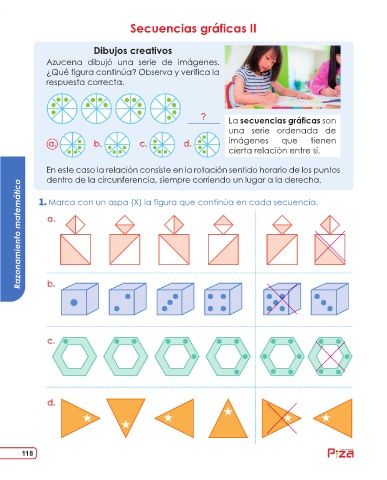 Secuencias gráficas II
Dibujos creativos
Azucena dibujó una serie de imágenes.
¿Qué figura continúa? Observa y verifica la
respuesta correcta.
?
a. b. c. d.
La secuencias gráficas son
una serie ordenada de
imágenes que tienen
cierta relación entre sí.
En este caso la relación consiste en la rotación sentido horario de los puntos
dentro de la circunferencia, siempre corriendo un lugar a la derecha.
1. Marca con un aspa (X) la figura que continúa en cada secuencia.
a.
b.
c.
d.
Razonamiento matemático
118
Piza